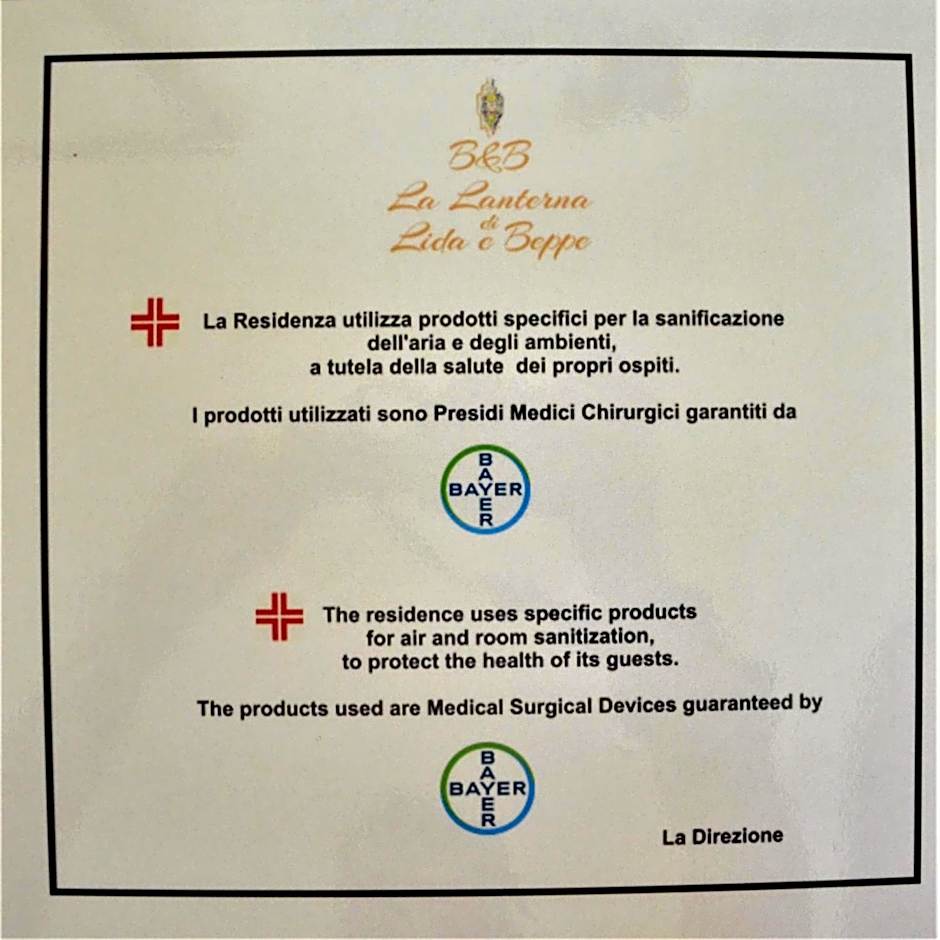 B&B
La Lanterna
di
Lida e Beppe
La Residenza utilizza prodotti specifici per la sanificazione
dell'aria e degli ambienti,
a tutela della salute dei propri ospiti.
I prodotti utilizzati sono Presidi Medici Chirurgici garantiti da
BAYER
BAYER
The residence uses specific products
for air and room sanitization,
to protect the health of its guests.
The products used are Medical Surgical Devices guaranteed by
BAYER
BAYER
La Direzione